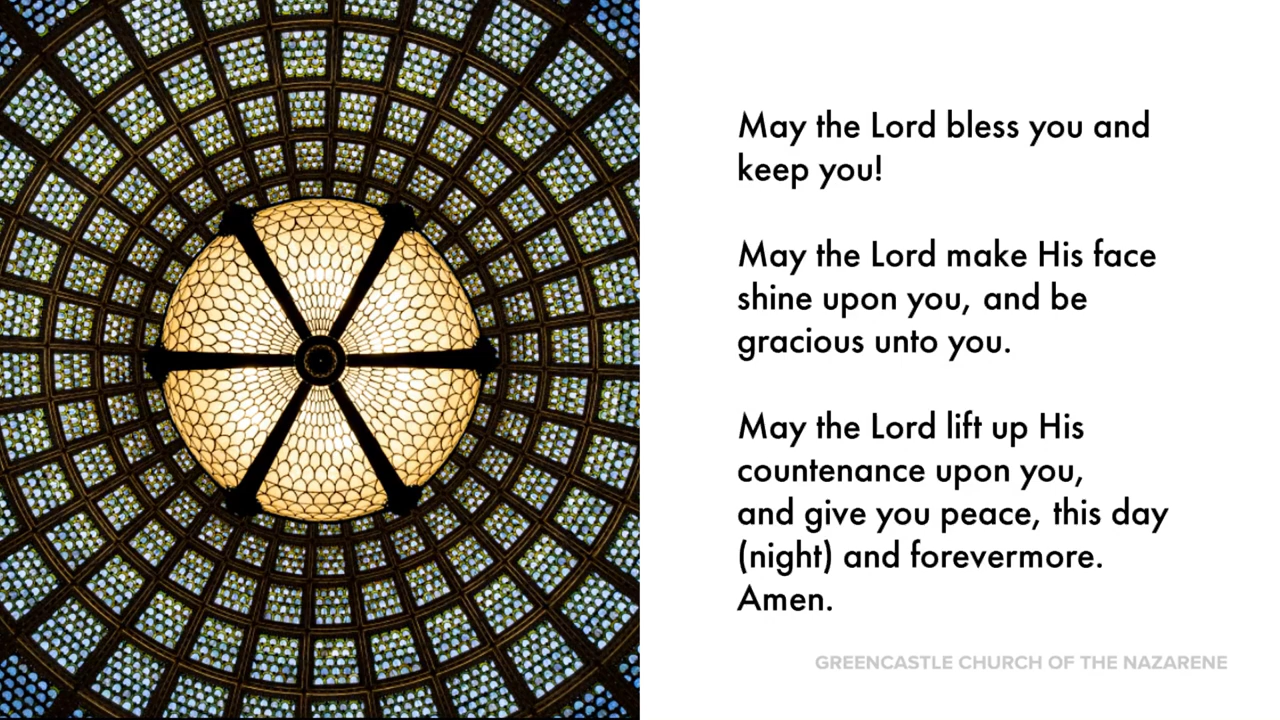 May the Lord bless you and
keep you!
May the Lord make His face
shine upon you, and be
gracious unto you.
May the Lord lift up His
countenance upon you,
and give you peace, this day
(night) and forevermore.
Amen.
GREENCASTLE CHURCH OF THE NAZARENE